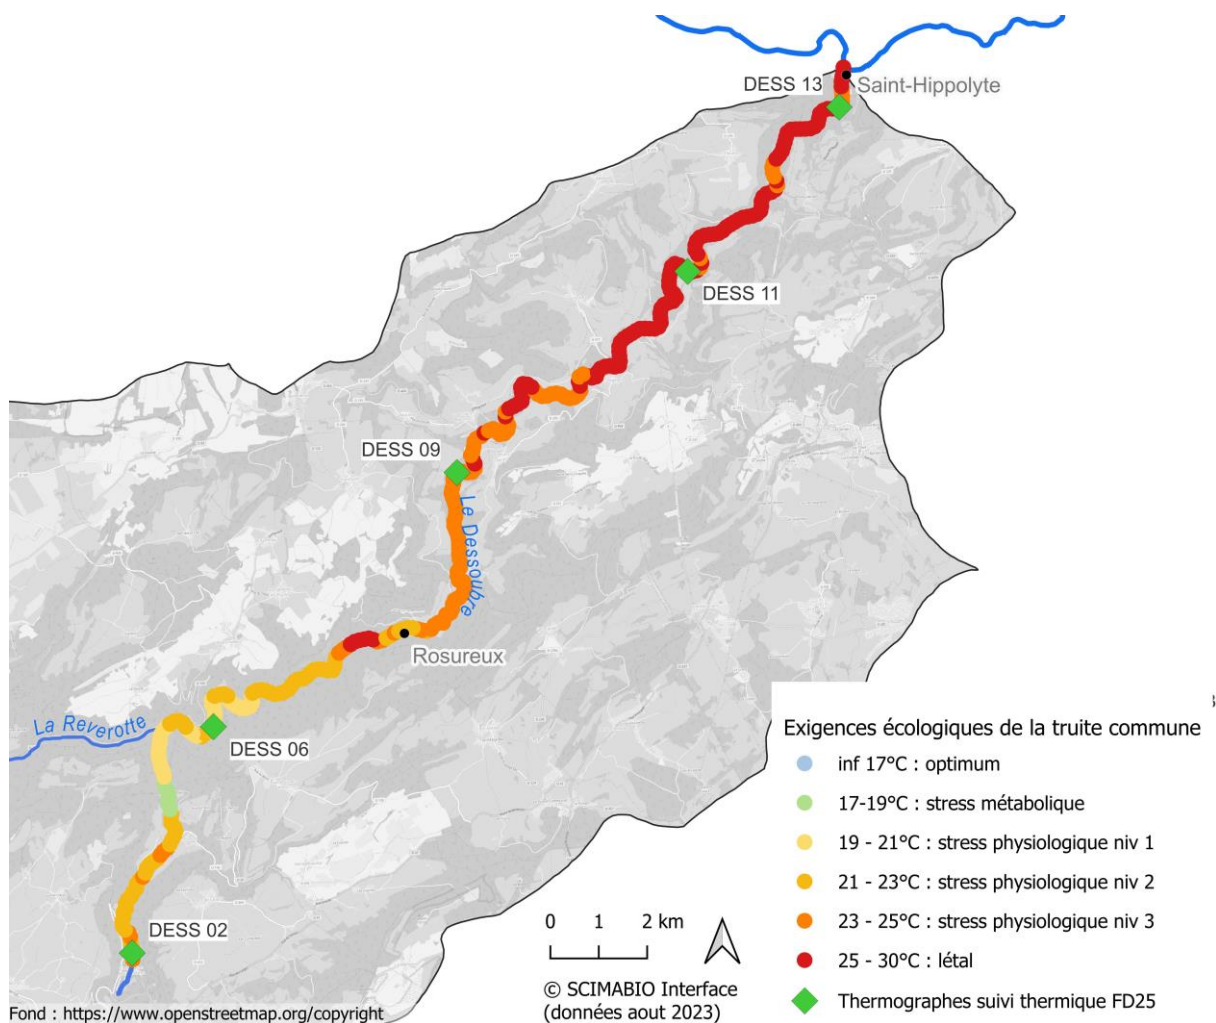 DESS 13
Saint-Hippolyte
DESS 11
DESS 09
Le Dessoubre
Rosureux
La Reverotte
DESS 06
DESS 02
Exigences écologiques de la truite commune
inf 17°C : optimum
17-19°C : stress métabolique
19 - 21°C : stress physiologique niv 1
21 - 23°C : stress physiologique niv 2
23 - 25°C : stress physiologique niv 3
25 - 30°C : létal
Thermographes suivi thermique FD25
0 1 2 km
© SCIMABIO Interface
(données aout 2023)
Fond : https://www.openstreetmap.org/copyright